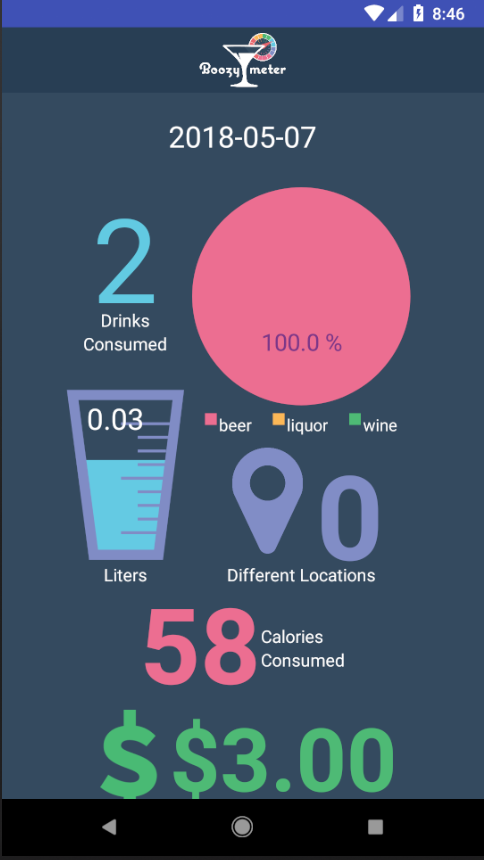 8:46
Boozy meter
2018-05-07
2
Drinks
Consumed
100.0 %
beer liquor wine
0.03
Liters
0
Different Locations
58
Calories
Consumed
$ $3.00